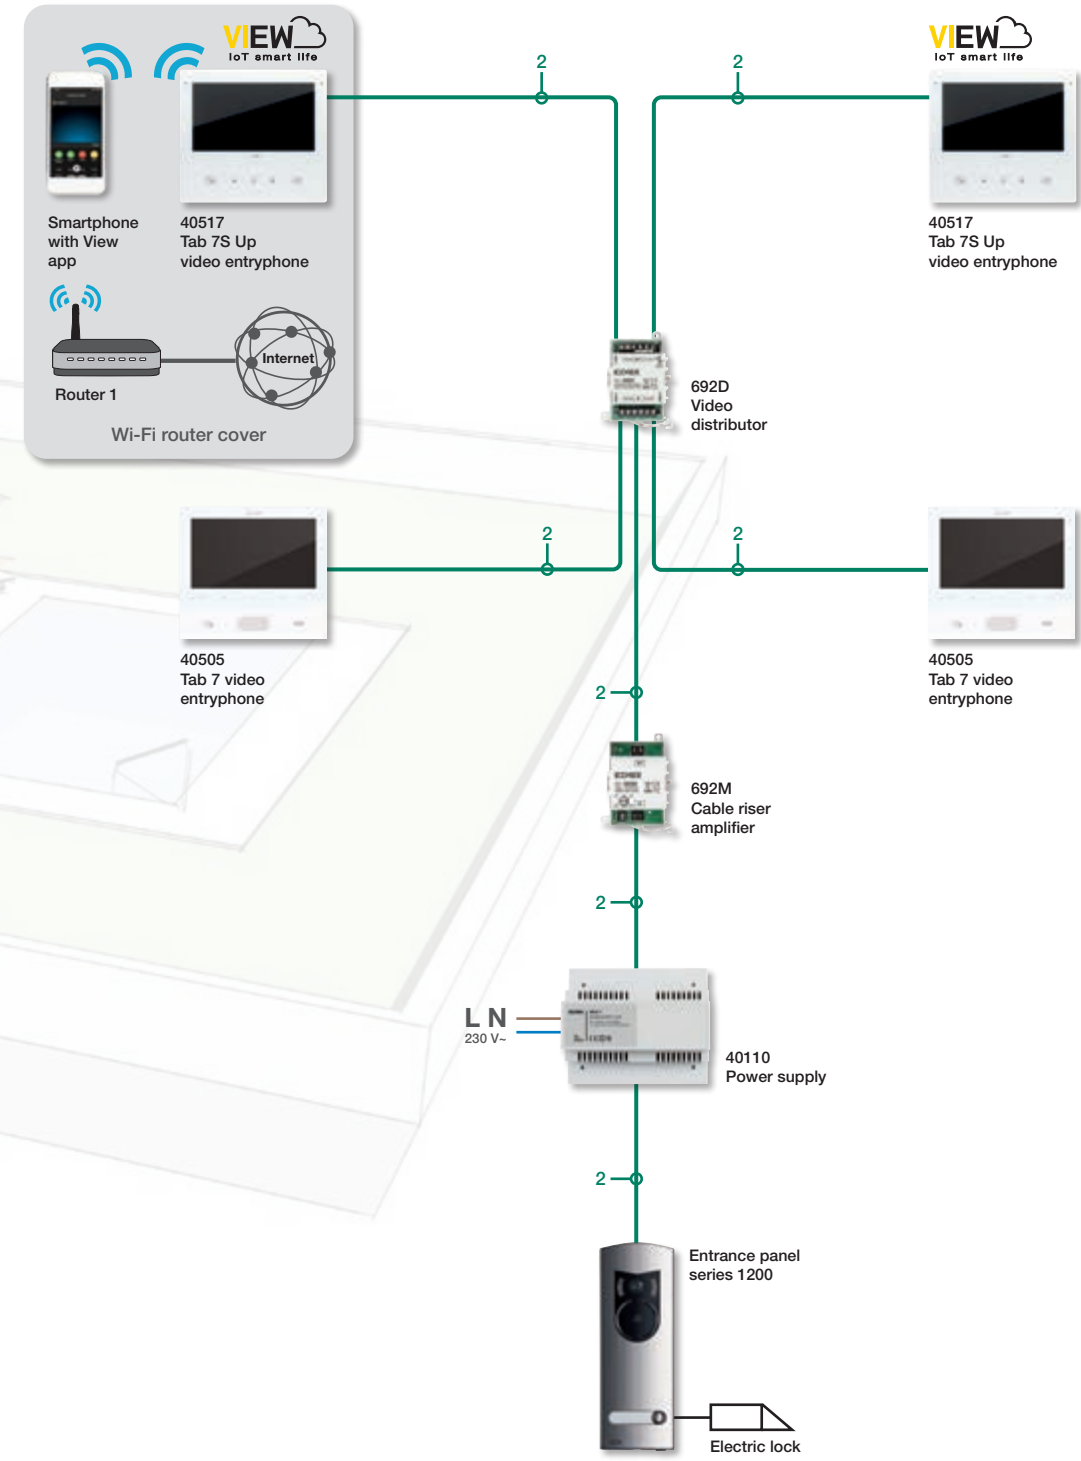 VIEW
IoT smart life
Smartphone
with View
app
40517
Tab 7S Up
video entryphone
Router 1
Internet
Wi-Fi router cover
2
2
VIEW
IoT smart life
40517
Tab 7S Up
video entryphone
692D
Video
distributor
2
2
40505
Tab 7 video
entryphone
40505
Tab 7 video
entryphone
2
692M
Cable riser
amplifier
2
L N
230 V~
40110
Power supply
2
Entrance panel
series 1200
Electric lock